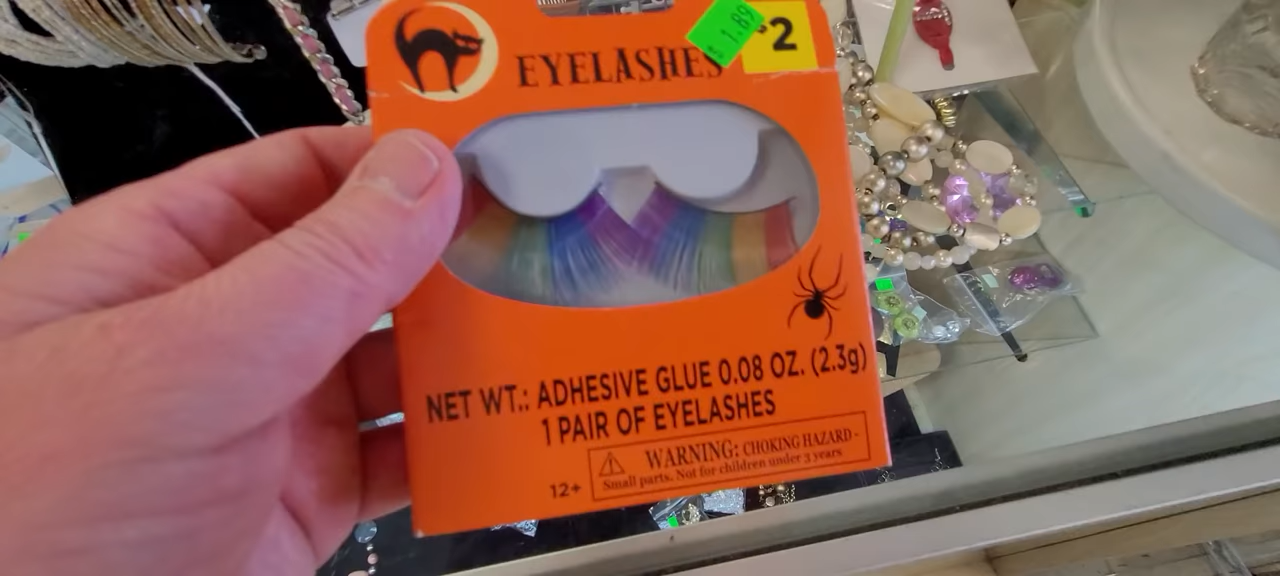 $1.89
$2
EYELASHES
NET WT.: ADHESIVE GLUE 0.08 OZ. (2.3g)
1 PAIR OF EYELASHES
WARNING: CHOKING HAZARD -
Small parts. Not for children under 3 years
12+